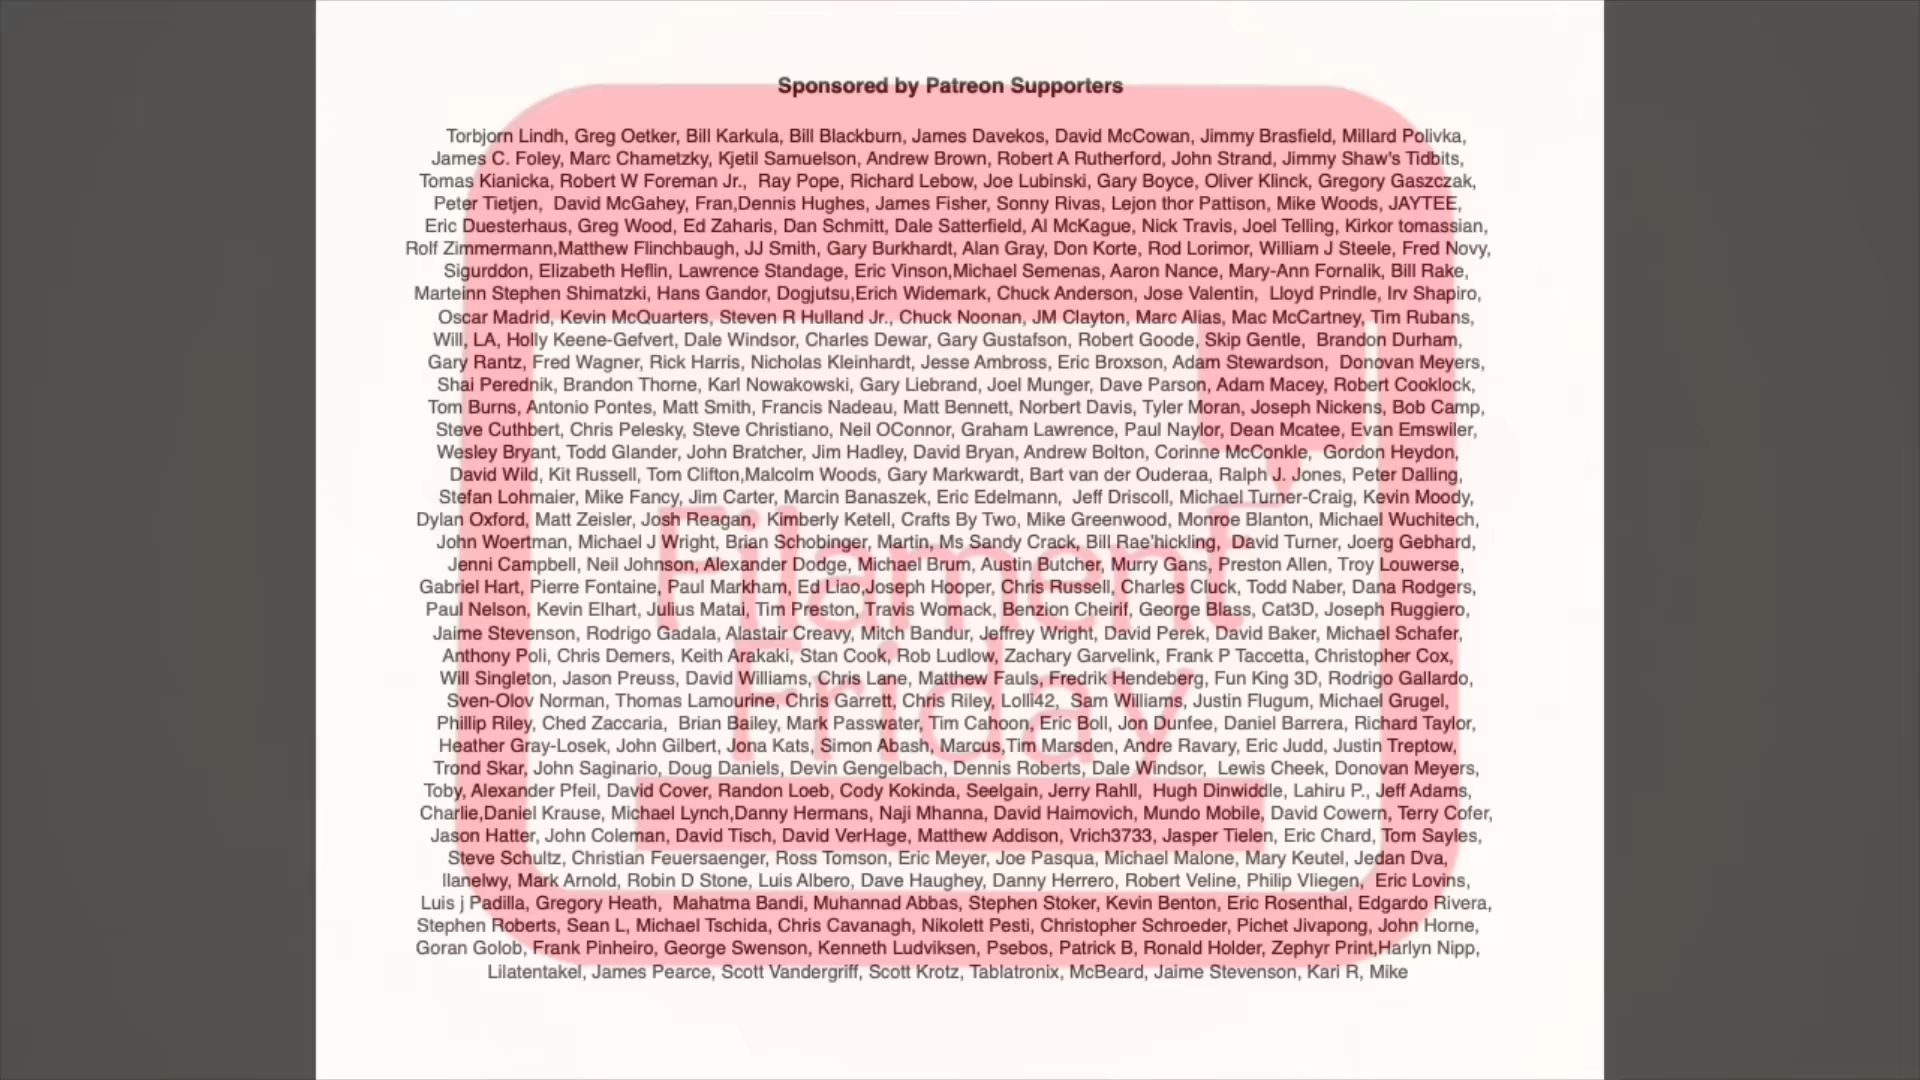 Sponsored by Patreon Supporters
Torbjorn Lindh, Greg Oetker, Bill Karkula, Bill Blackburn, James Davekos, David McCowan, Jimmy Brasfield, Millard Polivka,
James C. Foley, Marc Chametzky, Kjetil Samuelson, Andrew Brown, Robert A Rutherford, John Strand, Jimmy Shaw's Tidbits,
Tomas Kianicka, Robert W Foreman Jr., Ray Pope, Richard Lebow, Joe Lubinski, Gary Boyce, Oliver Klinck, Gregory Gaszczak,
Peter Tietjen, David McGahey, Fran,Dennis Hughes, James Fisher, Sonny Rivas, Lejon thor Pattison, Mike Woods, JAYTEE,
Eric Duesterhaus, Greg Wood, Ed Zaharis, Dan Schmitt, Dale Satterfield, Al McKague, Nick Travis, Joel Telling, Kirkor tomassian,
Rolf Zimmermann,Matthew Flinchbaugh, JJ Smith, Gary Burkhardt, Alan Gray, Don Korte, Rod Lorimor, William J Steele, Fred Novy,
Sigurddon, Elizabeth Heflin, Lawrence Standage, Eric Vinson,Michael Semenas, Aaron Nance, Mary-Ann Fornalik, Bill Rake,
Marteinn Stephen Shimatzki, Hans Gandor, Dogjutsu,Erich Widemark, Chuck Anderson, Jose Valentin, Lloyd Prindle, Irv Shapiro,
Oscar Madrid, Kevin McQuarters, Steven R Hulland Jr., Chuck Noonan, JM Clayton, Marc Alias, Mac McCartney, Tim Rubans,
Will, LA, Holly Keene-Gefvert, Dale Windsor, Charles Dewar, Gary Gustafson, Robert Goode, Skip Gentle, Brandon Durham,
Gary Rantz, Fred Wagner, Rick Harris, Nicholas Kleinhardt, Jesse Ambross, Eric Broxson, Adam Stewardson, Donovan Meyers,
Shai Perednik, Brandon Thorne, Karl Nowakowski, Gary Liebrand, Joel Munger, Dave Parson, Adam Macey, Robert Cooklock,
Tom Burns, Antonio Pontes, Matt Smith, Francis Nadeau, Matt Bennett, Norbert Davis, Tyler Moran, Joseph Nickens, Bob Camp,
Steve Cuthbert, Chris Pelesky, Steve Christiano, Neil OConnor, Graham Lawrence, Paul Naylor, Dean Mcatee, Evan Emswiler,
Wesley Bryant, Todd Glander, John Bratcher, Jim Hadley, David Bryan, Andrew Bolton, Corinne McConkle, Gordon Heydon,
David Wild, Kit Russell, Tom Clifton,Malcolm Woods, Gary Markwardt, Bart van der Ouderaa, Ralph J. Jones, Peter Dalling,
Stefan Lohmaier, Mike Fancy, Jim Carter, Marcin Banaszek, Eric Edelmann, Jeff Driscoll, Michael Turner-Craig, Kevin Moody,
Dylan Oxford, Matt Zeisler, Josh Reagan, Kimberly Ketell, Crafts By Two, Mike Greenwood, Monroe Blanton, Michael Wuchitech,
John Woertman, Michael J Wright, Brian Schobinger, Martin, Ms Sandy Crack, Bill Rae'hickling, David Turner, Joerg Gebhard,
Jenni Campbell, Neil Johnson, Alexander Dodge, Michael Brum, Austin Butcher, Murry Gans, Preston Allen, Troy Louwerse,
Gabriel Hart, Pierre Fontaine, Paul Markham, Ed Liao,Joseph Hooper, Chris Russell, Charles Cluck, Todd Naber, Dana Rodgers,
Paul Nelson, Kevin Elhart, Julius Matai, Tim Preston, Travis Womack, Benzion Cheirif, George Blass, Cat3D, Joseph Ruggiero,
Jaime Stevenson, Rodrigo Gadala, Alastair Creavy, Mitch Bandur, Jeffrey Wright, David Perek, David Baker, Michael Schafer,
Anthony Poli, Chris Demers, Keith Arakaki, Stan Cook, Rob Ludlow, Zachary Garvelink, Frank P Taccetta, Christopher Cox,
Will Singleton, Jason Preuss, David Williams, Chris Lane, Matthew Fauls, Fredrik Hendeberg, Fun King 3D, Rodrigo Gallardo,
Sven-Olov Norman, Thomas Lamourine, Chris Garrett, Chris Riley, Lolli42, Sam Williams, Justin Flugum, Michael Grugel,
Phillip Riley, Ched Zaccaria, Brian Bailey, Mark Passwater, Tim Cahoon, Eric Boll, Jon Dunfee, Daniel Barrera, Richard Taylor,
Heather Gray-Losek, John Gilbert, Jona Kats, Simon Abash, Marcus,Tim Marsden, Andre Ravary, Eric Judd, Justin Treptow,
Trond Skar, John Saginario, Doug Daniels, Devin Gengelbach, Dennis Roberts, Dale Windsor, Lewis Cheek, Donovan Meyers,
Toby, Alexander Pfeil, David Cover, Randon Loeb, Cody Kokinda, Seelgain, Jerry Rahll, Hugh Dinwiddle, Lahiru P., Jeff Adams,
Charlie,Daniel Krause, Michael Lynch,Danny Hermans, Naji Mhanna, David Haimovich, Mundo Mobile, David Cowern, Terry Cofer,
Jason Hatter, John Coleman, David Tisch, David VerHage, Matthew Addison, Vrich3733, Jasper Tielen, Eric Chard, Tom Sayles,
Steve Schultz, Christian Feuersaenger, Ross Tomson, Eric Meyer, Joe Pasqua, Michael Malone, Mary Keutel, Jedan Dva,
llanelwy, Mark Arnold, Robin D Stone, Luis Albero, Dave Haughey, Danny Herrero, Robert Veline, Philip Vliegen, Eric Lovins,
Luis j Padilla, Gregory Heath, Mahatma Bandi, Muhannad Abbas, Stephen Stoker, Kevin Benton, Eric Rosenthal, Edgardo Rivera,
Stephen Roberts, Sean L, Michael Tschida, Chris Cavanagh, Nikolett Pesti, Christopher Schroeder, Pichet Jivapong, John Horne,
Goran Golob, Frank Pinheiro, George Swenson, Kenneth Ludviksen, Psebos, Patrick B, Ronald Holder, Zephyr Print,Harlyn Nipp,
Lilatentakel, James Pearce, Scott Vandergriff, Scott Krotz, Tablatronix, McBeard, Jaime Stevenson, Kari R, Mike
Filament
Friday